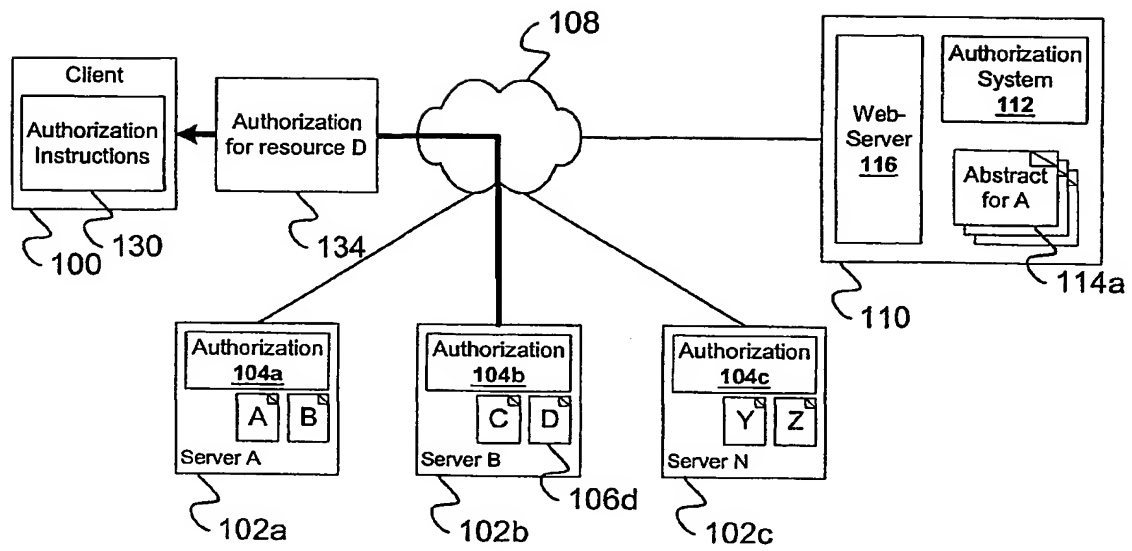 108
Client
Authorization
Instructions
Authorization
for resource D
Web-
Server
116
Authorization
System
112
Abstract
for A
130
100
134
114a
110
Authorization
104a
A
B
Server A
Authorization
104b
C
D
Server B
Authorization
104c
Y
Z
Server N
106d
102a
102b
102c